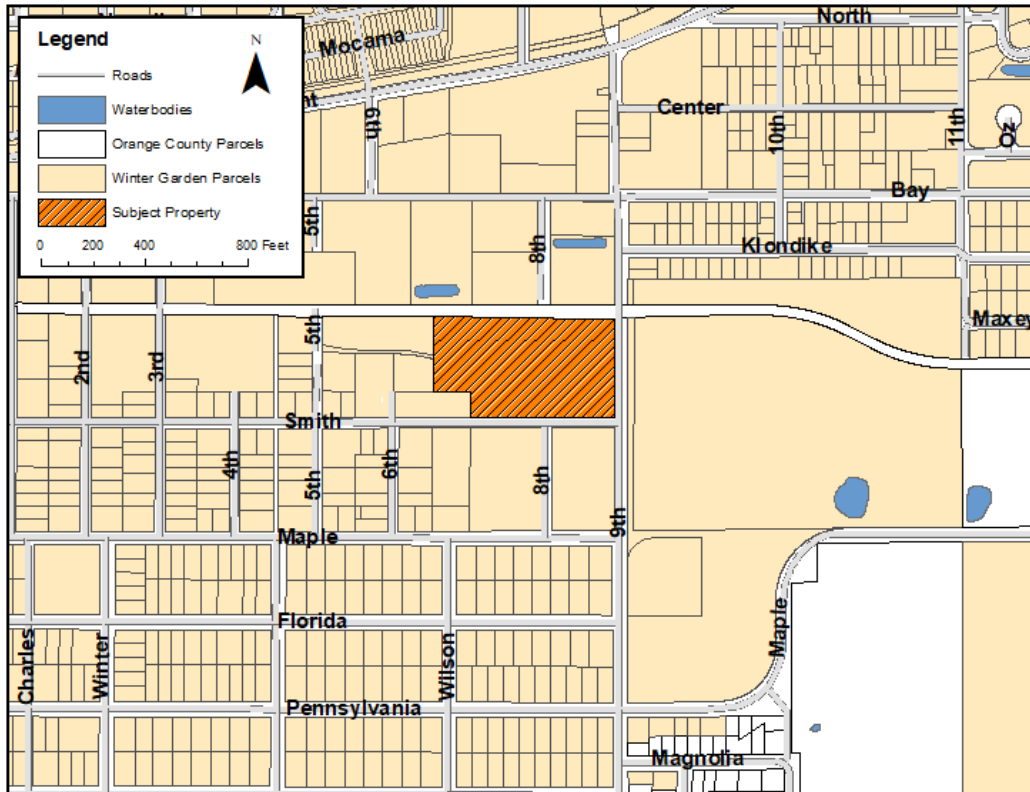 Legend
N
Roads
Waterbodies
Orange County Parcels
Winter Garden Parcels
Subject Property
0 200 400 800 Feet
Mocama
North
6th
Center
10th
11th
Oz
Bay
5th
8th
Klondike
Maxey
2nd
3rd
5th
Smith
4th
5th
6th
8th
9th
Maple
Florida
Charles
Winter
Wilson
Maple
Pennsylvania
Magnolia